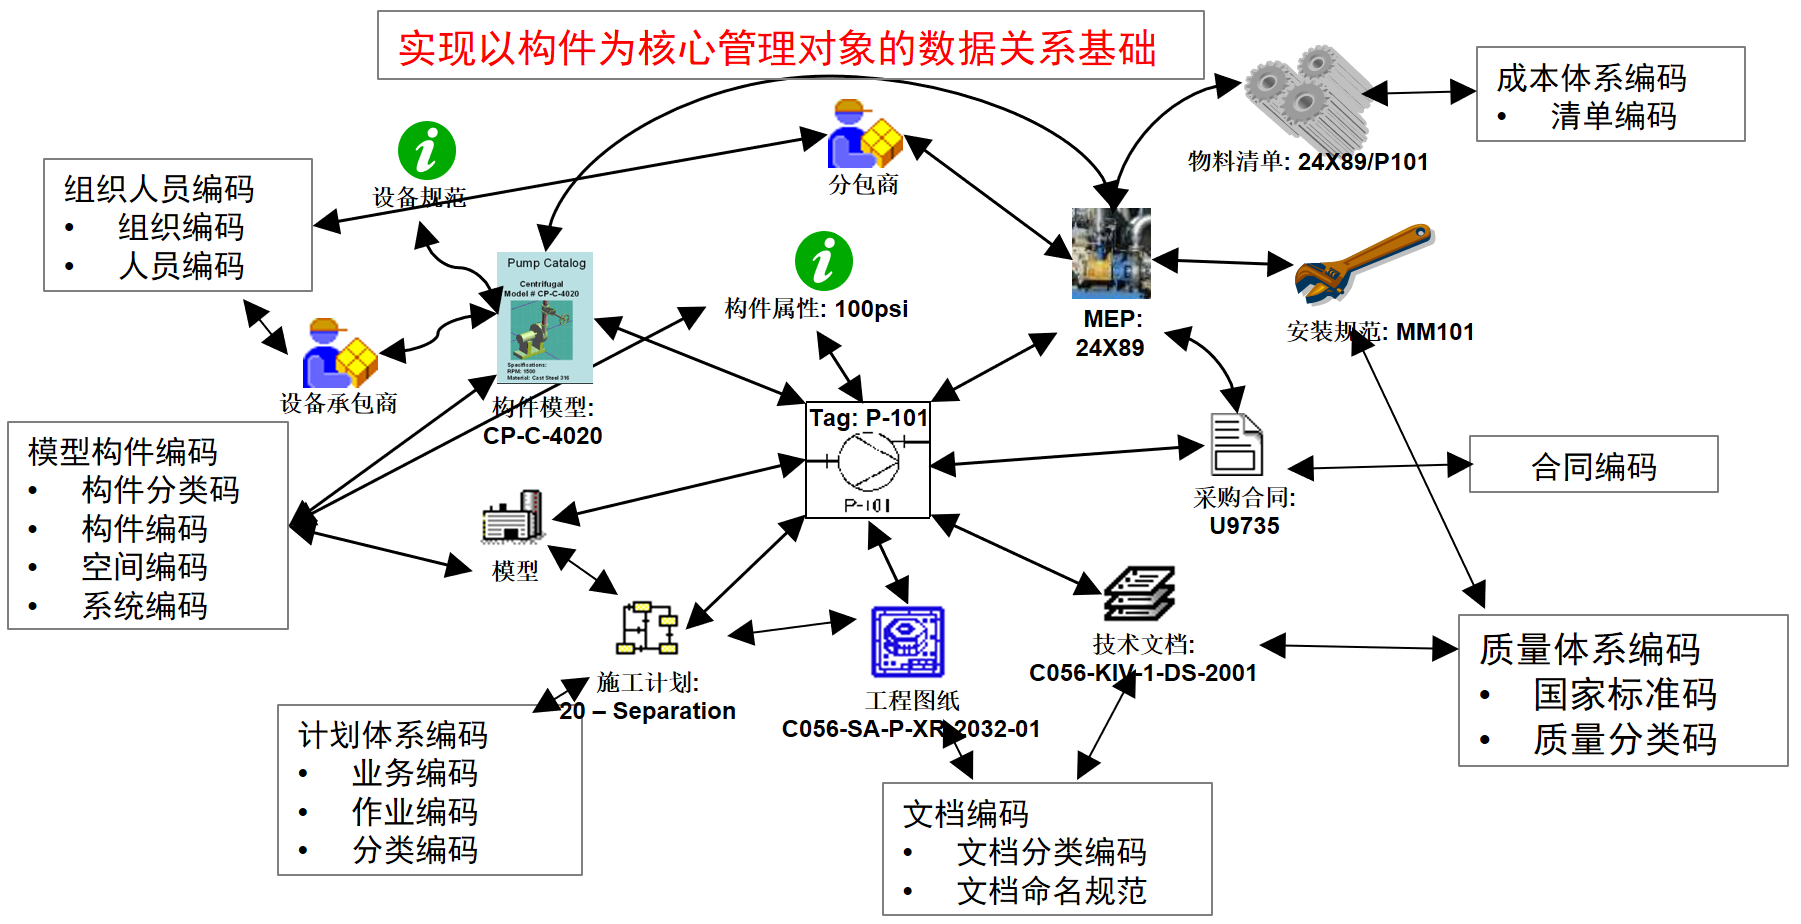 实现以构件为核心管理对象的数据关系基础
成本体系编码
• 清单编码
物料清单: 24X89/P101
分包商
设备规范
组织人员编码
• 组织编码
• 人员编码
Pump Catalog
Centrifugal
Model # CP-C-4020
Specifications:
RPM: 1500
Material: Cast Steel 316
构件属性: 100psi
MEP:
24X89
安装规范: MM101
设备承包商
构件模型:
CP-C-4020
Tag: P-101
P-101
模型构件编码
• 构件分类码
• 构件编码
• 空间编码
• 系统编码
采购合同:
U9735
合同编码
模型
技术文档:
C056-KIV-1-DS-2001
质量体系编码
• 国家标准码
• 质量分类码
施工计划:
20 – Separation
工程图纸
C056-SA-P-XR-2032-01
计划体系编码
• 业务编码
• 作业编码
• 分类编码
文档编码
• 文档分类编码
• 文档命名规范